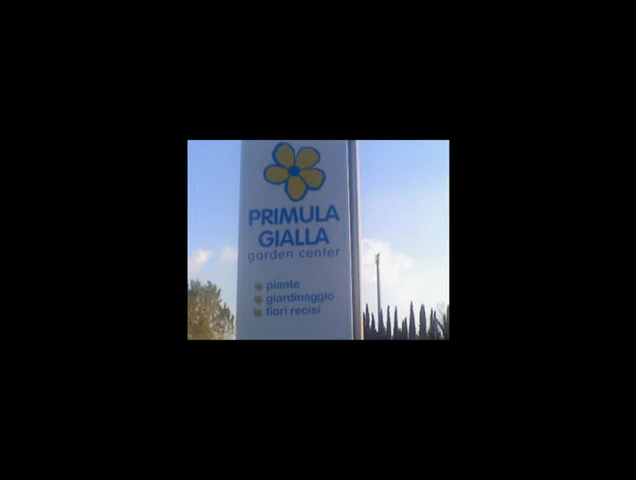 PRIMULA
GIALLA
garden center
piante
giardinaggio
fiori recisi